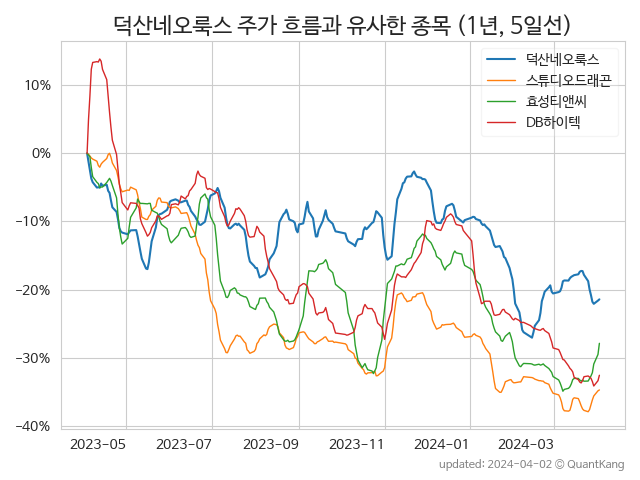 덕산네오룩스 주가 흐름과 유사한 종목 (1년, 5일선)
덕산네오룩스
스튜디오드래곤
효성티앤씨
DB하이텍
10%
0%
−10%
−20%
−30%
−40%
2023-05 2023-07 2023-09 2023-11 2024-01 2024-03
updated: 2024-04-02 © QuantKang